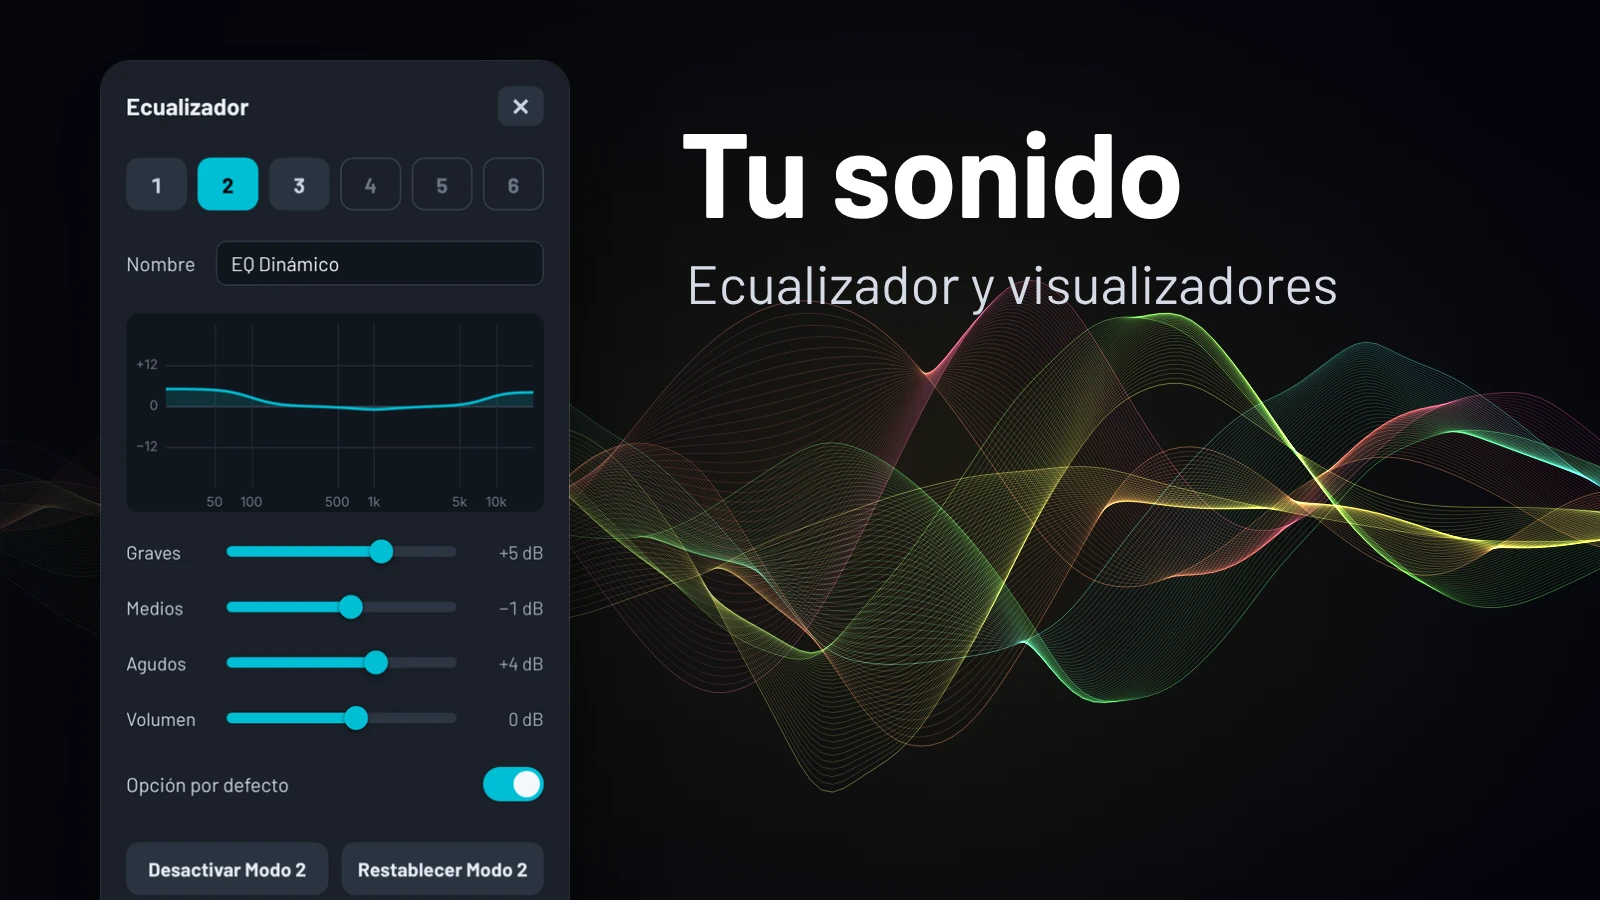 Ecualizador
1 2 3 4 5 6
Nombre EQ Dinámico
+12
0
−12
50 100 500 1k 5k 10k
Graves +5 dB
Medios −1 dB
Agudos +4 dB
Volumen 0 dB
Opción por defecto
Desactivar Modo 2 Restablecer Modo 2
Tu sonido
Ecualizador y visualizadores